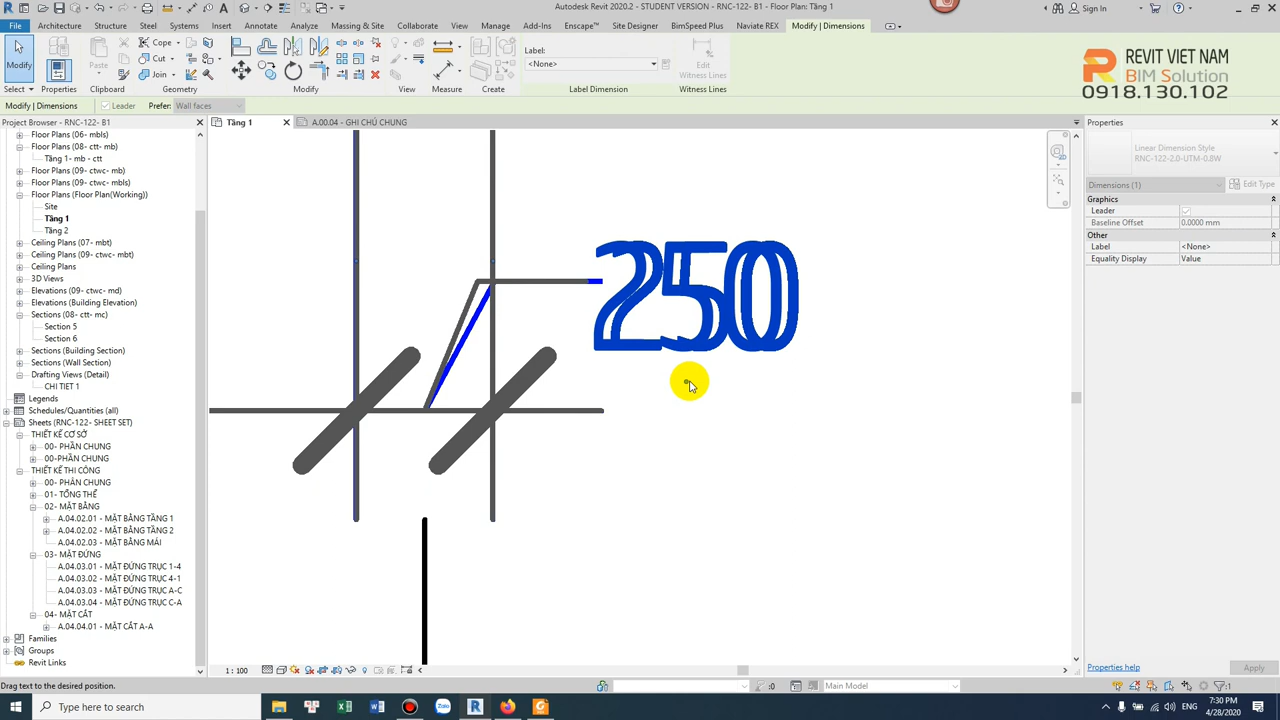 Autodesk Revit 2020.2 - STUDENT VERSION - RNC-122- B1 - Floor Plan: Tầng 1
Sign In
File Architecture Structure Steel Systems Insert Annotate Analyze Massing & Site Collaborate View Manage Add-Ins Enscape™ Site Designer BimSpeed Plus Naviate REX Modify | Dimensions
Modify
Paste
Cope
Cut
Join
Label:
<None>
Edit
Witness Lines
Select Properties Clipboard Geometry Modify View Measure Create Label Dimension Witness Lines
REVIT VIET NAM
BIM Solution
0918.130.102
Modify | Dimensions Leader Prefer: Wall faces
Project Browser - RNC-122- B1
Tầng 1
A.00.04 - GHI CHÚ CHUNG
Floor Plans (06- mbls)
Floor Plans (08- ctt- mb)
Tầng 1- mb - ctt
Floor Plans (09- ctwc- mb)
Floor Plans (09- ctwc- mbls)
Floor Plans (Floor Plan(Working))
Site
Tầng 1
Tầng 2
Ceiling Plans (07- mbt)
Ceiling Plans (09- ctwc- mb)
Ceiling Plans
3D Views
Elevations (09- ctwc- md)
Elevations (Building Elevation)
Sections (08- ctt- mc)
Section 5
Section 6
Sections (Building Section)
Sections (Wall Section)
Drafting Views (Detail)
CHI TIET 1
Legends
Schedules/Quantities (all)
Sheets (RNC-122- SHEET SET)
THIẾT KẾ CƠ SỞ
00- PHẦN CHUNG
00-PHẦN CHUNG
THIẾT KẾ THI CÔNG
00- PHẦN CHUNG
01- TỔNG THỂ
02- MẶT BẰNG
A.04.02.01 - MẶT BẰNG TẦNG 1
A.04.02.02 - MẶT BẰNG TẦNG 2
A.04.02.03 - MẶT BẰNG MÁI
03- MẶT ĐỨNG
A.04.03.01 - MẶT ĐỨNG TRỤC 1-4
A.04.03.02 - MẶT ĐỨNG TRỤC 4-1
A.04.03.03 - MẶT ĐỨNG TRỤC A-C
A.04.03.04 - MẶT ĐỨNG TRỤC C-A
04- MẶT CẮT
A.04.04.01 - MẶT CẮT A-A
Families
Groups
Revit Links
250
Properties
Linear Dimension Style
RNC-122-2.0-UTM-0.8W
Dimensions (1)
Edit Type
Graphics
Leader
Baseline Offset 0.0000 mm
Other
Label <None>
Equality Display Value
Properties help
Apply
1 : 100
Drag text to the desired position.
:0
Main Model
:1
Type here to search
ENG
7:30 PM
4/28/2020